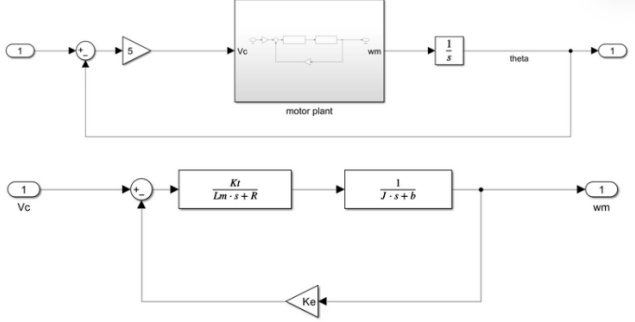 1
+
_
5
Vc
wm
1
s
theta
1
motor plant
1
Vc
+
_
Kt
Lm · s + R
1
J · s + b
1
wm
Ke